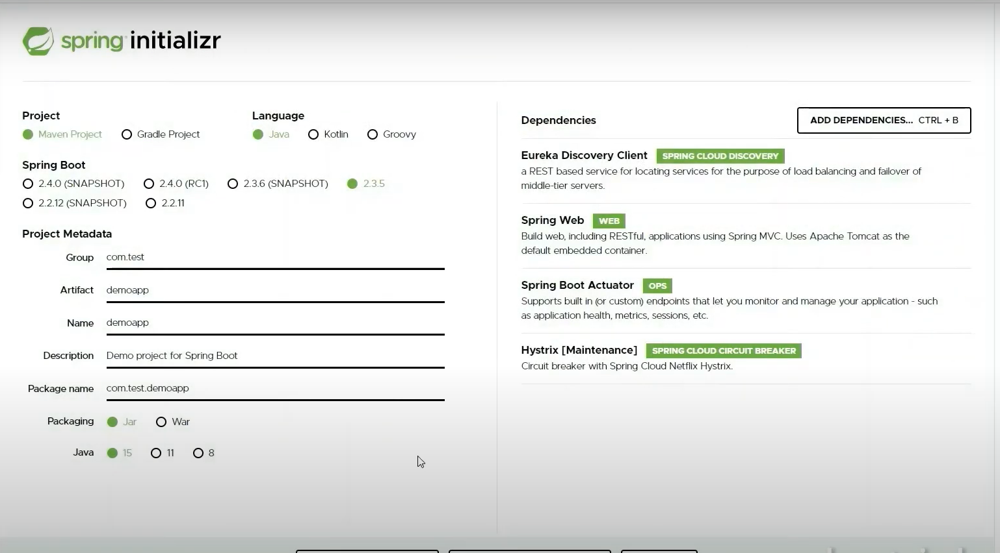 spring initializr
Project
Maven Project Gradle Project
Language
Java Kotlin Groovy
Spring Boot
2.4.0 (SNAPSHOT) 2.4.0 (RC1) 2.3.6 (SNAPSHOT) 2.3.5
2.2.12 (SNAPSHOT) 2.2.11
Project Metadata
Group com.test
Artifact demoapp
Name demoapp
Description Demo project for Spring Boot
Package name com.test.demoapp
Packaging Jar War
Java 15 11 8
Dependencies
ADD DEPENDENCIES... CTRL + B
Eureka Discovery Client SPRING CLOUD DISCOVERY
a REST based service for locating services for the purpose of load balancing and failover of
middle-tier servers.
Spring Web WEB
Build web, including RESTful, applications using Spring MVC. Uses Apache Tomcat as the
default embedded container.
Spring Boot Actuator OPS
Supports built in (or custom) endpoints that let you monitor and manage your application - such
as application health, metrics, sessions, etc.
Hystrix [Maintenance] SPRING CLOUD CIRCUIT BREAKER
Circuit breaker with Spring Cloud Netflix Hystrix.